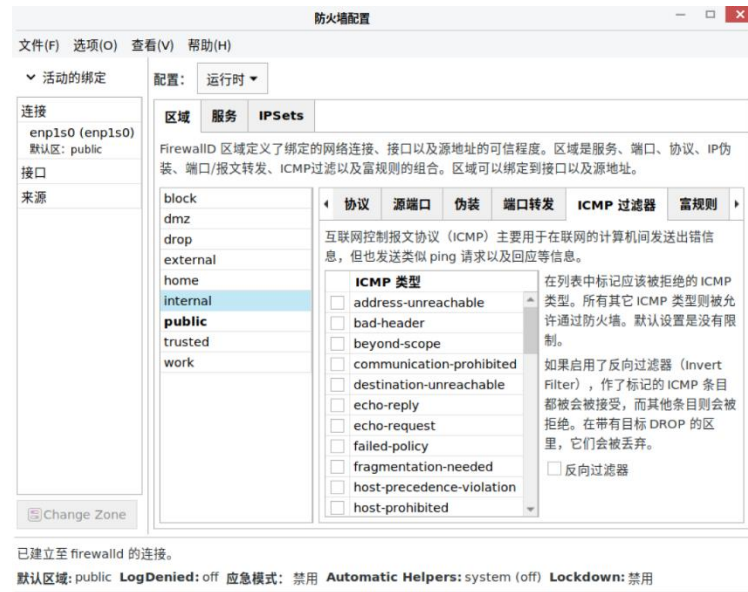 防火墙配置
文件(F) 选项(O) 查看(V) 帮助(H)
活动的绑定
连接
enp1s0 (enp1s0)
默认区: public
接口
来源
Change Zone
配置: 运行时
区域 服务 IPSets
FirewallD 区域定义了绑定的网络连接、接口以及源地址的可信程度。区域是服务、端口、协议、IP伪
装、端口/报文转发、ICMP过滤以及富规则的组合。区域可以绑定到接口以及源地址。
block
dmz
drop
external
home
internal
public
trusted
work
协议 源端口 伪装 端口转发 ICMP 过滤器 富规则
互联网控制报文协议（ICMP）主要用于在联网的计算机间发送出错信
息，但也发送类似 ping 请求以及回应等信息。
ICMP 类型
address-unreachable
bad-header
beyond-scope
communication-prohibited
destination-unreachable
echo-reply
echo-request
failed-policy
fragmentation-needed
host-precedence-violation
host-prohibited
在列表中标记应该被拒绝的 ICMP
类型。所有其它 ICMP 类型则被允
许通过防火墙。默认设置是没有限
制。
如果启用了反向过滤器（Invert
Filter），作了标记的 ICMP 条目
都被会被接受，而其他条目则会被
拒绝。在带有目标 DROP 的区
里，它们会被丢弃。
反向过滤器
已建立至 firewalld 的连接。
默认区域: public LogDenied: off 应急模式: 禁用 Automatic Helpers: system (off) Lockdown: 禁用